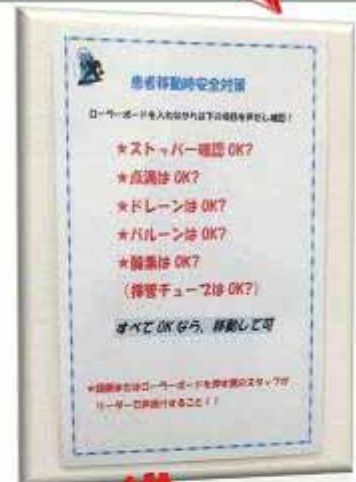 患者移動時安全対策
ローラーボードを入れながら以下の項目を声だし確認！
★ストッパー確認 OK?
★点滴は OK?
★ドレーンは OK?
★バルーンは OK?
★酸素は OK?
(挿管チューブは OK?)
すべて OK なら、移動して可
またはローラーボードを押す側のスタッフが
リーダーで声掛けすること！！